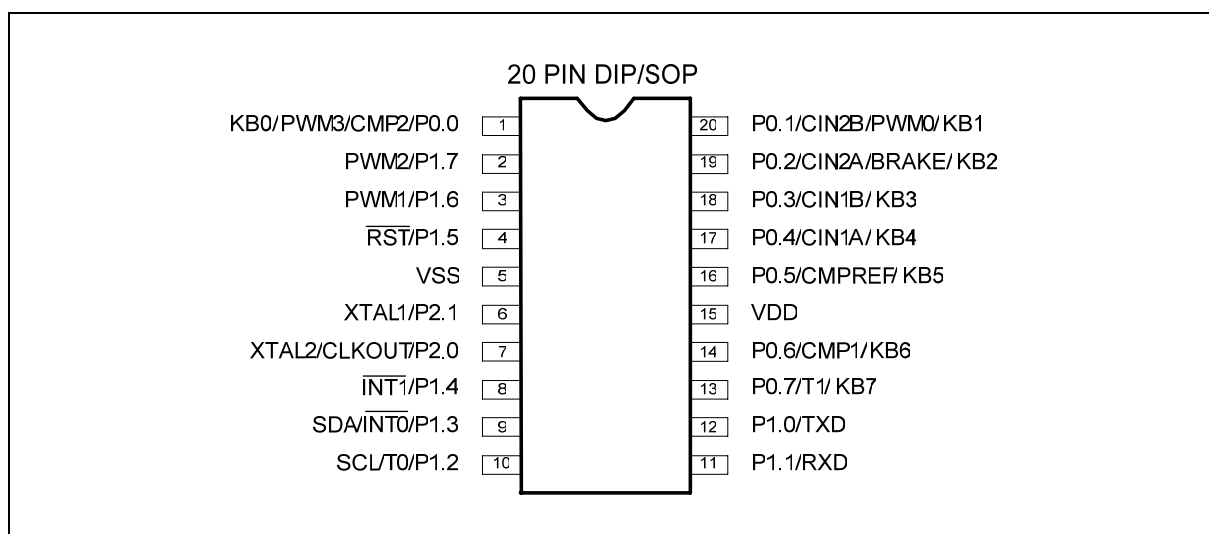 20 PIN DIP/SOP
KB0/PWM3/CMP2/P0.0 1 20 P0.1/CIN2B/PWM0/KB1
PWM2/P1.7 2 19 P0.2/CIN2A/BRAKE/KB2
PWM1/P1.6 3 18 P0.3/CIN1B/KB3
R̅S̅T̅/P1.5 4 17 P0.4/CIN1A/KB4
VSS 5 16 P0.5/CMPREF/KB5
XTAL1/P2.1 6 15 VDD
XTAL2/CLKOUT/P2.0 7 14 P0.6/CMP1/KB6
I̅N̅T̅1̅/P1.4 8 13 P0.7/T1/KB7
SDA/I̅N̅T̅0̅/P1.3 9 12 P1.0/TXD
SCL/T0/P1.2 10 11 P1.1/RXD